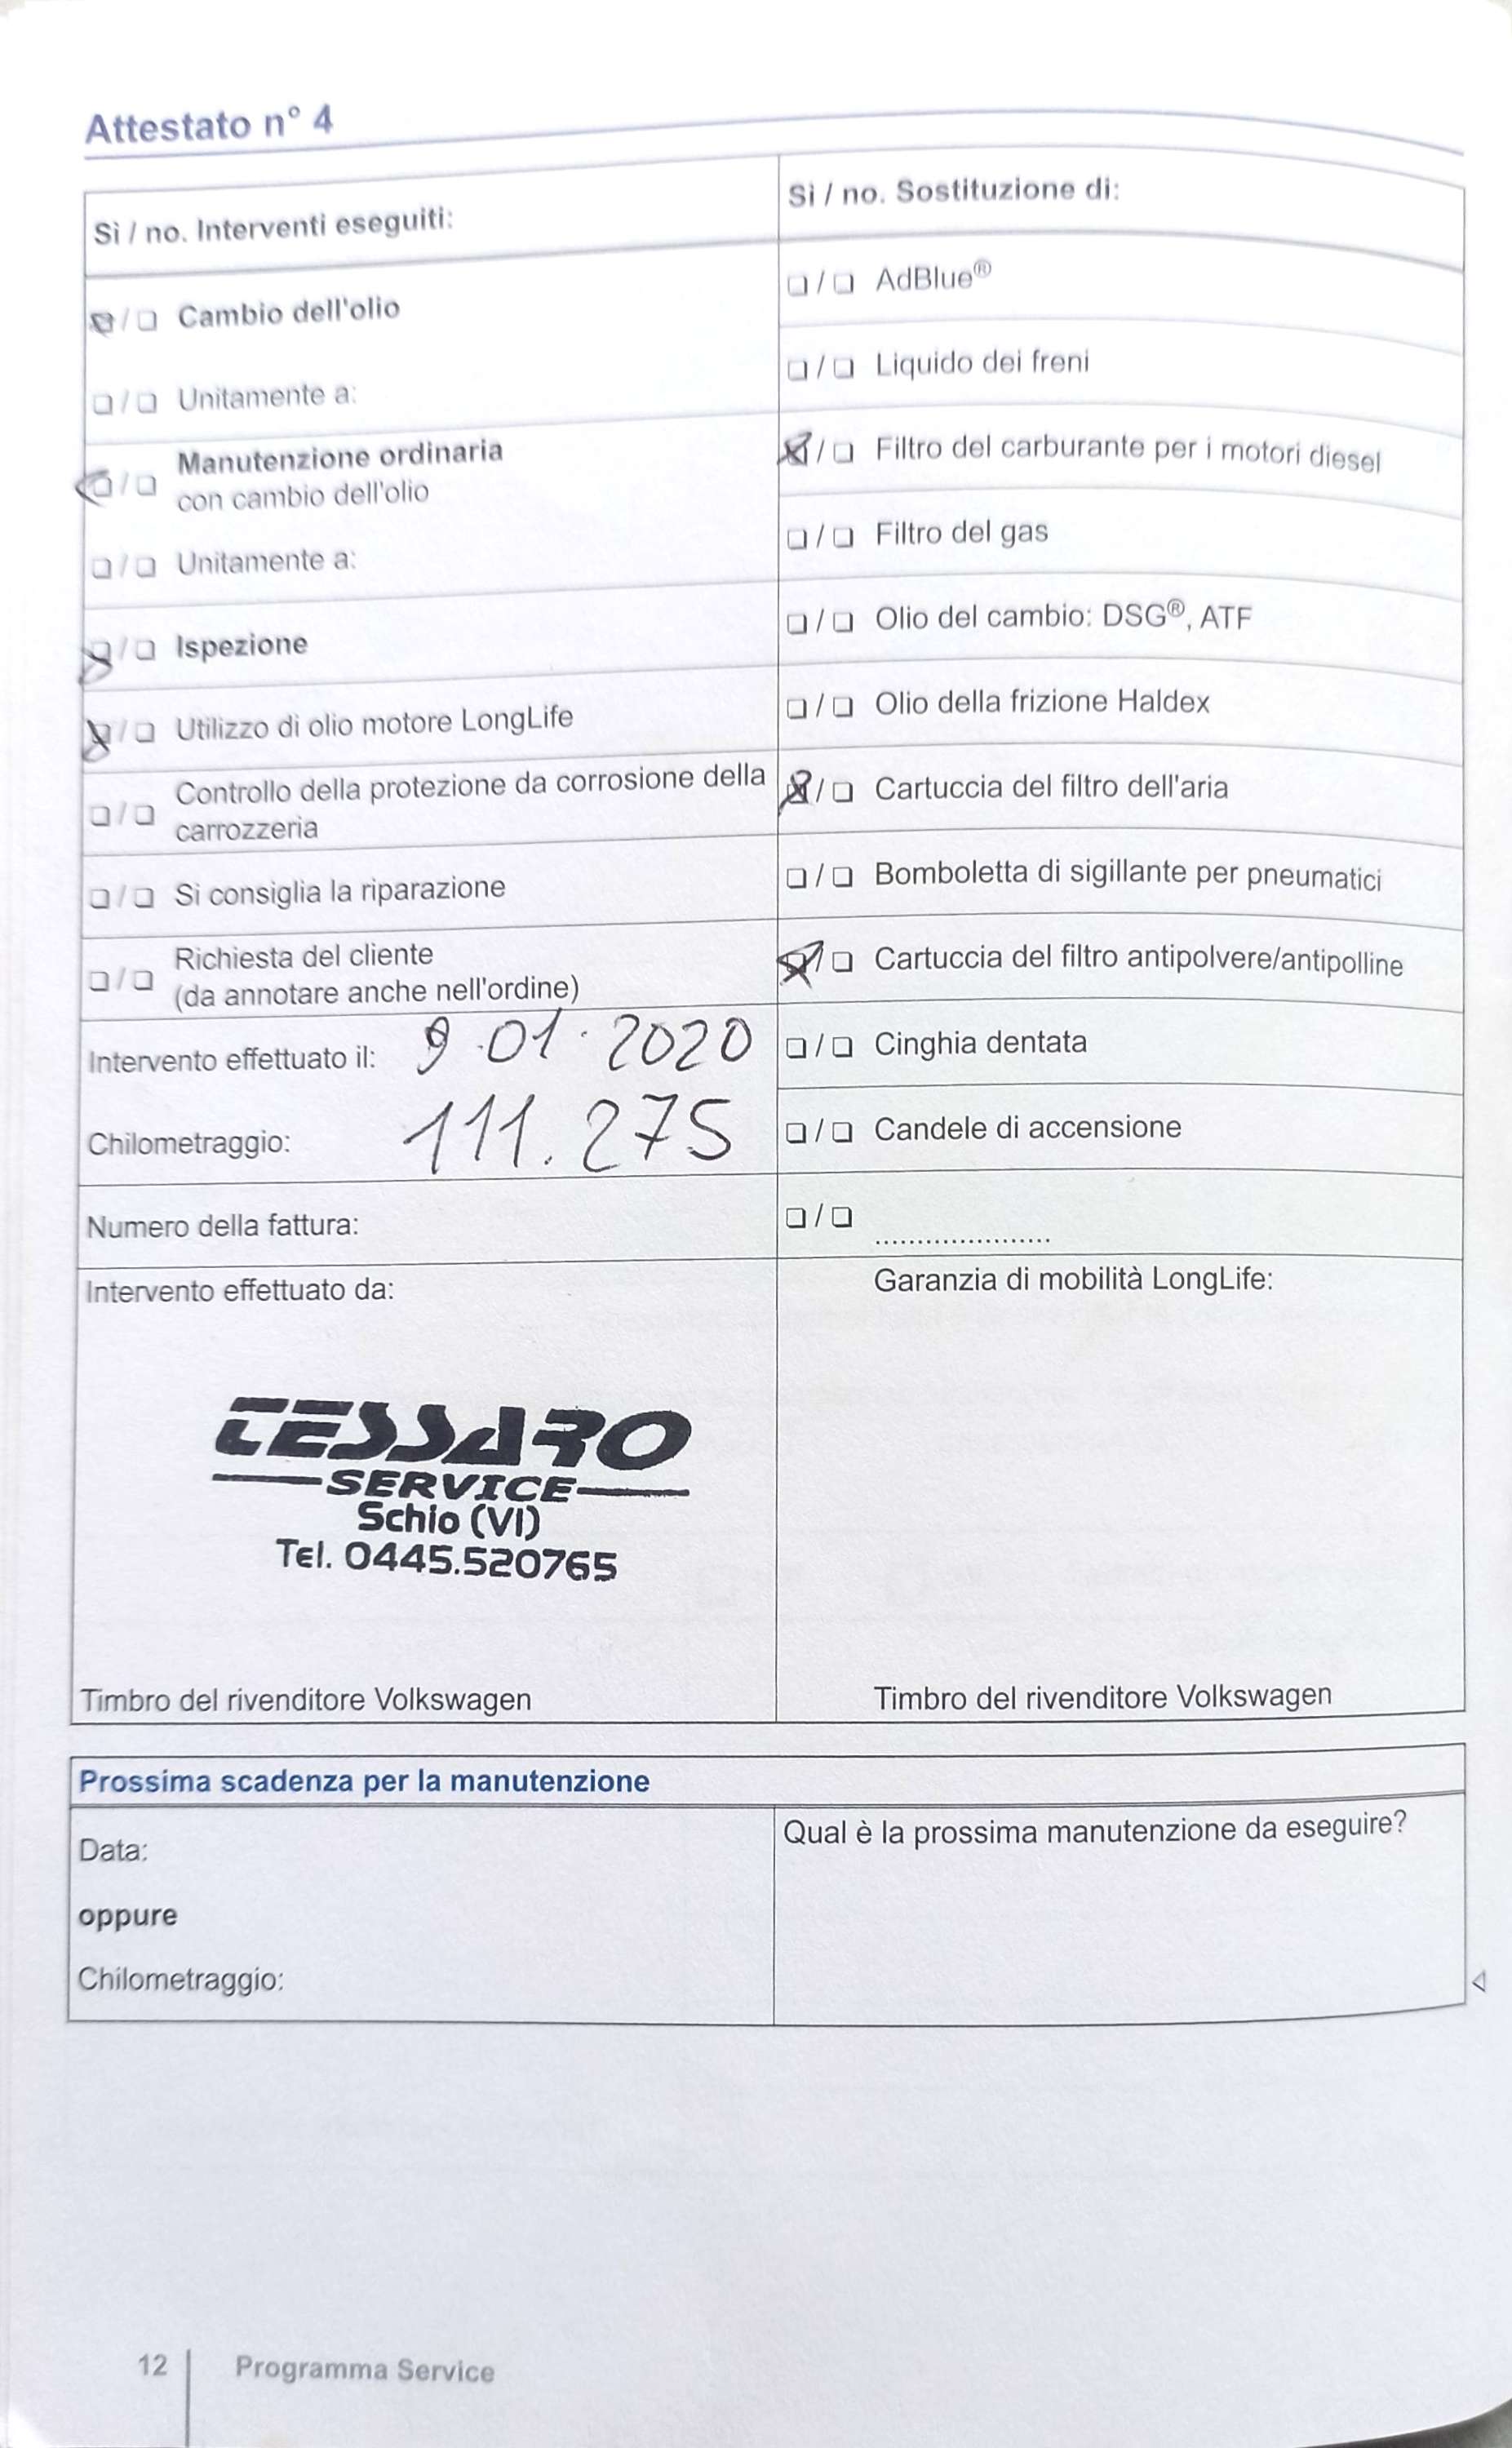 Attestato n° 4
Sì / no. Interventi eseguiti:
☒ / ❑ Cambio dell'olio
❑ / ❑ Unitamente a:
☒ / ❑ Manutenzione ordinaria
con cambio dell'olio
❑ / ❑ Unitamente a:
☒ / ❑ Ispezione
☒ / ❑ Utilizzo di olio motore LongLife
❑ / ❑ Controllo della protezione da corrosione della
carrozzeria
❑ / ❑ Si consiglia la riparazione
❑ / ❑ Richiesta del cliente
(da annotare anche nell'ordine)
Intervento effettuato il: 9.01.2020
Chilometraggio: 111.275
Numero della fattura:
Intervento effettuato da:
TESSARO
SERVICE
Schio (VI)
Tel. 0445.520765
Timbro del rivenditore Volkswagen
Sì / no. Sostituzione di:
❑ / ❑ AdBlue®
❑ / ❑ Liquido dei freni
☒ / ❑ Filtro del carburante per i motori diesel
❑ / ❑ Filtro del gas
❑ / ❑ Olio del cambio: DSG®, ATF
❑ / ❑ Olio della frizione Haldex
☒ / ❑ Cartuccia del filtro dell'aria
❑ / ❑ Bomboletta di sigillante per pneumatici
☒ / ❑ Cartuccia del filtro antipolvere/antipolline
❑ / ❑ Cinghia dentata
❑ / ❑ Candele di accensione
❑ / ❑ .....................
Garanzia di mobilità LongLife:
Timbro del rivenditore Volkswagen
Prossima scadenza per la manutenzione
Data:
oppure
Chilometraggio:
Qual è la prossima manutenzione da eseguire?
12 Programma Service